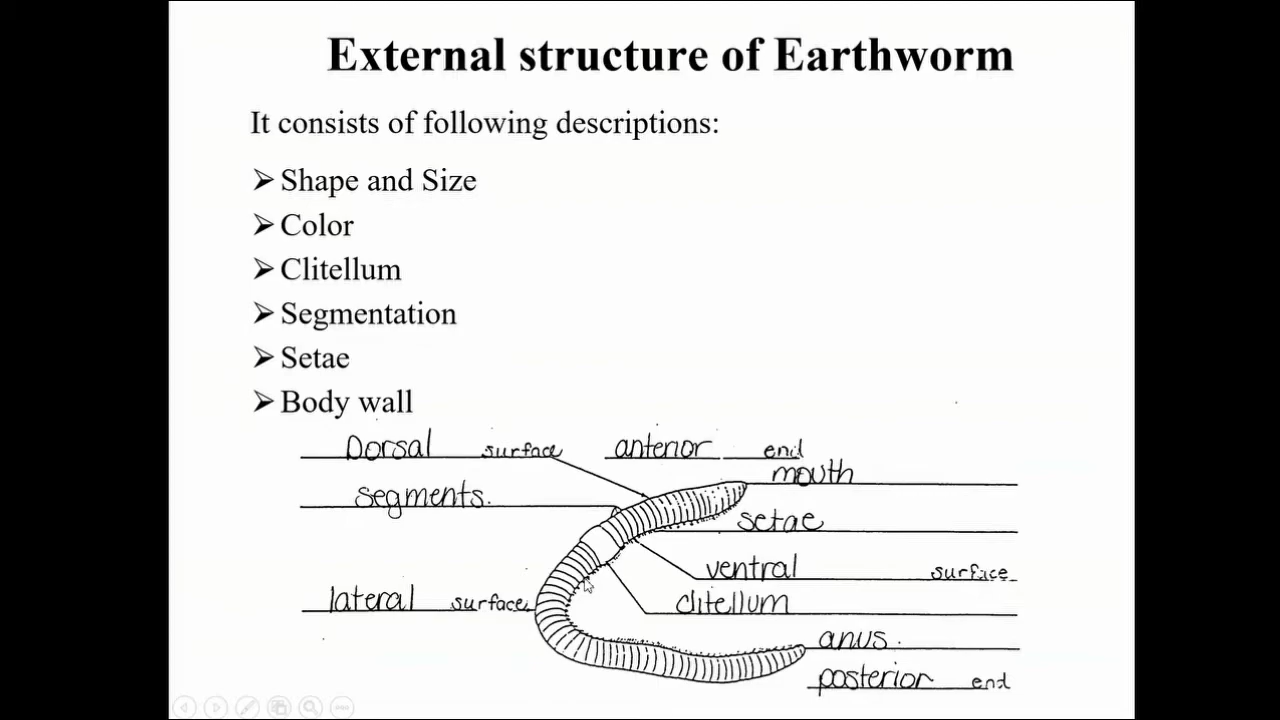 External structure of Earthworm
It consists of following descriptions:
➢ Shape and Size
➢ Color
➢ Clitellum
➢ Segmentation
➢ Setae
➢ Body wall
Dorsal surface
anterior end
mouth
segments.
setae
ventral surface
lateral surface
clitellum
anus.
posterior end